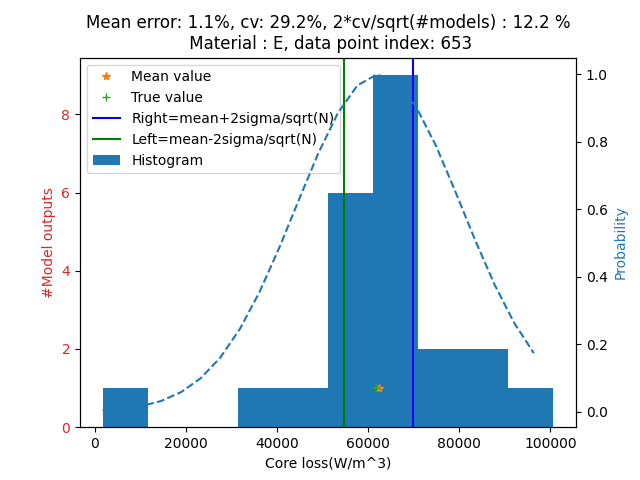 Mean error: 1.1%, cv: 29.2%, 2*cv/sqrt(#models) : 12.2 %
Material : E, data point index: 653
Mean value
True value
Right=mean+2sigma/sqrt(N)
Left=mean-2sigma/sqrt(N)
Histogram
#Model outputs
0
2
4
6
8
Probability
0.0
0.2
0.4
0.6
0.8
1.0
0
20000
40000
60000
80000
100000
Core loss(W/m^3)